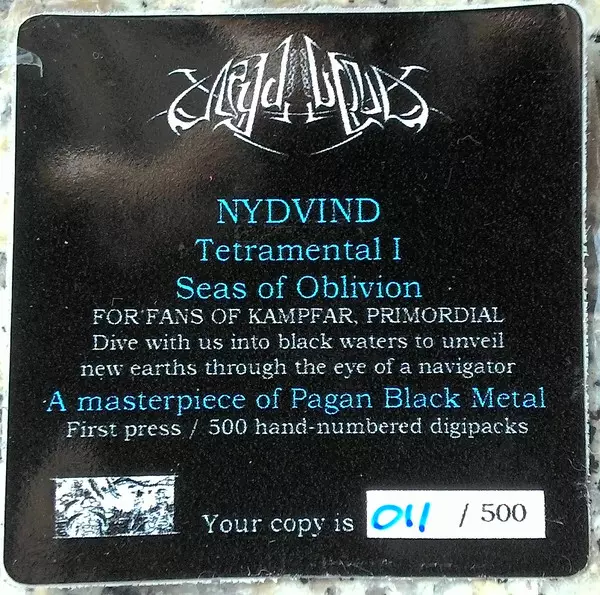 NYDVIND
NYDVIND
Tetramental I
Seas of Oblivion
FOR FANS OF KAMPFAR, PRIMORDIAL
Dive with us into black waters to unveil
new earths through the eye of a navigator
A masterpiece of Pagan Black Metal
First press / 500 hand-numbered digipacks
Your copy is 011 / 500